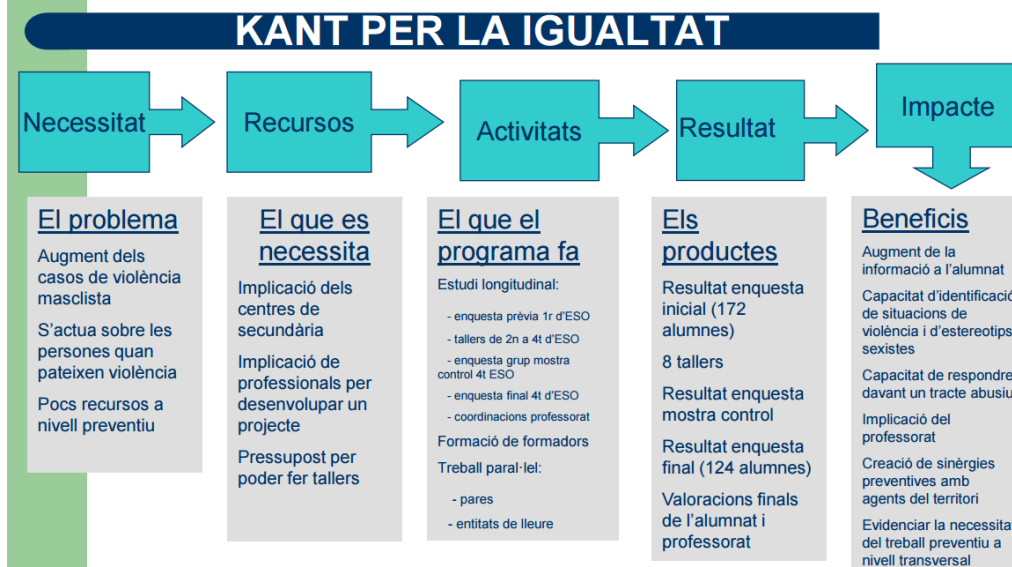 KANT PER LA IGUALTAT
Necessitat
Recursos
Activitats
Resultat
Impacte
El problema
Augment dels
casos de violència
masclista
S'actua sobre les
persones quan
pateixen violència
Pocs recursos a
nivell preventiu
El que es
necessita
Implicació dels
centres de
secundària
Implicació de
professionals per
desenvolupar un
projecte
Pressupost per
poder fer tallers
El que el
programa fa
Estudi longitudinal:
- enquesta prèvia 1r d'ESO
- tallers de 2n a 4t d'ESO
- enquesta grup mostra
control 4t ESO
- enquesta final 4t d'ESO
- coordinacions professorat
Formació de formadors
Treball paral·lel:
- pares
- entitats de lleure
Els
productes
Resultat enquesta
inicial (172
alumnes)
8 tallers
Resultat enquesta
mostra control
Resultat enquesta
final (124 alumnes)
Valoracions finals
de l'alumnat i
professorat
Beneficis
Augment de la
informació a l'alumnat
Capacitat d'identificació
de situacions de
violència i d'estereotips
sexistes
Capacitat de respondre
davant un tracte abusiu
Implicació del
professorat
Creació de sinèrgies
preventives amb
agents del territori
Evidenciar la necessitat
del treball preventiu a
nivell transversal